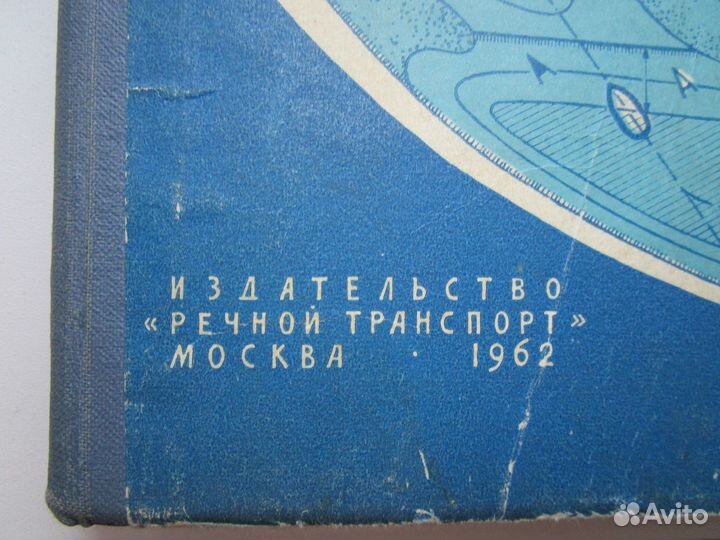 А
А
ИЗДАТЕЛЬСТВО
«РЕЧНОЙ ТРАНСПОРТ»
МОСКВА · 1962
Avito